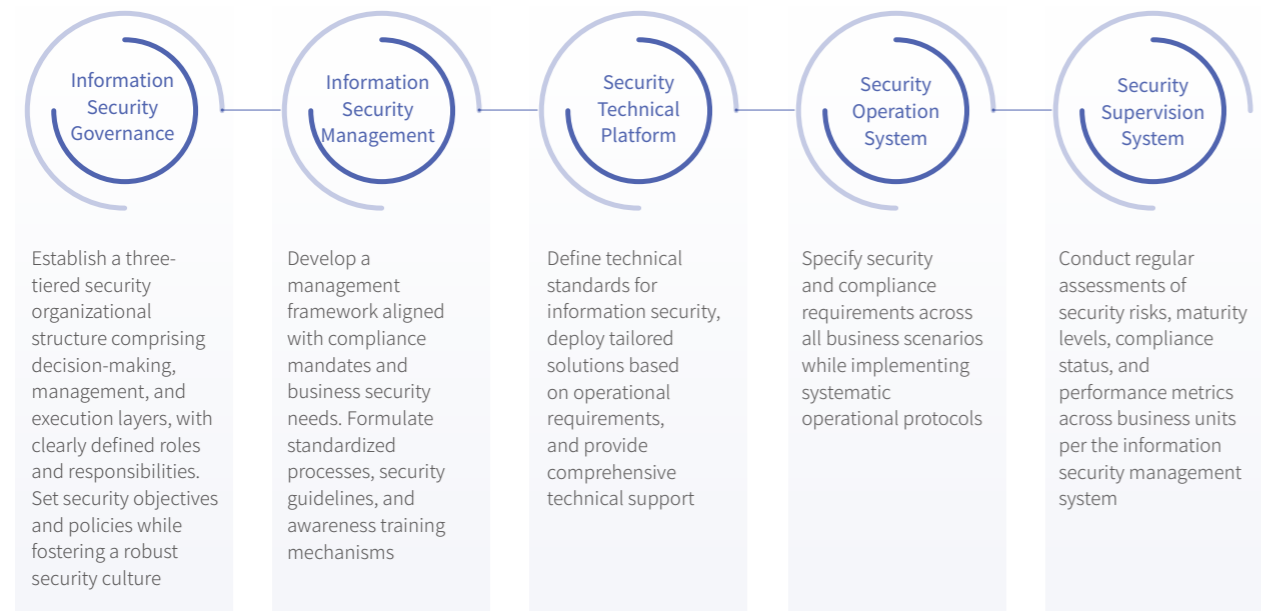 Information
Security
Governance
Information
Security
Management
Security
Technical
Platform
Security
Operation
System
Security
Supervision
System
Establish a three-
tiered security
organizational
structure comprising
decision-making,
management, and
execution layers, with
clearly defined roles
and responsibilities.
Set security objectives
and policies while
fostering a robust
security culture
Develop a
management
framework aligned
with compliance
mandates and
business security
needs. Formulate
standardized
processes, security
guidelines, and
awareness training
mechanisms
Define technical
standards for
information security,
deploy tailored
solutions based
on operational
requirements,
and provide
comprehensive
technical support
Specify security
and compliance
requirements across
all business scenarios
while implementing
systematic
operational protocols
Conduct regular
assessments of
security risks, maturity
levels, compliance
status, and
performance metrics
across business units
per the information
security management
system